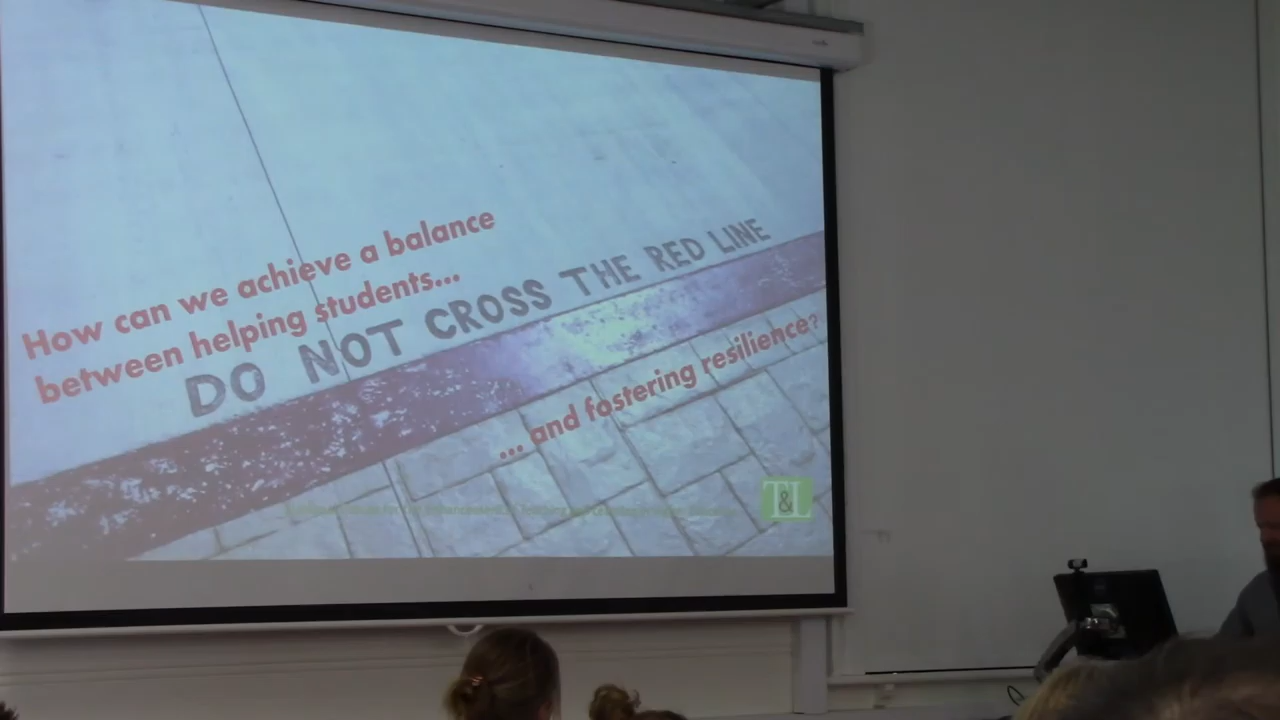 How can we achieve a balance
between helping students...
DO NOT CROSS THE RED LINE
... and fostering resilience?
T&L